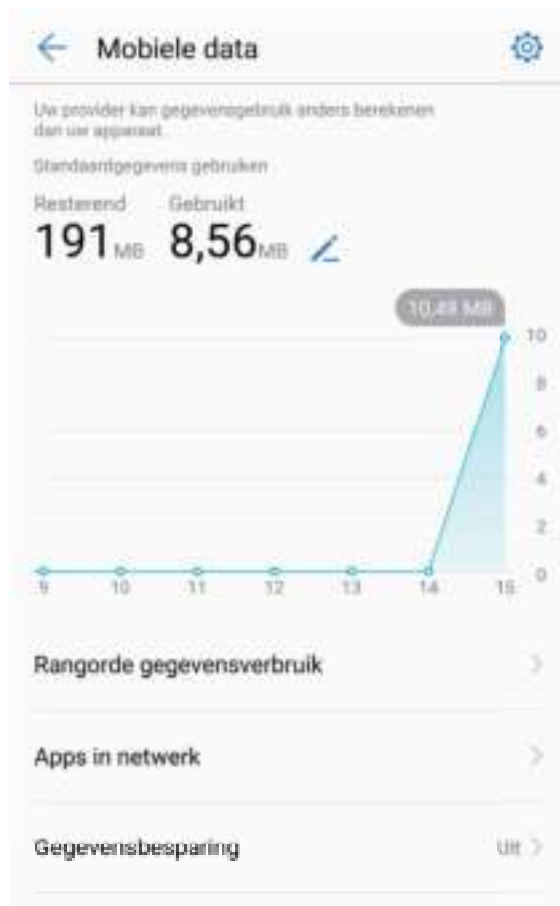 Mobiele data
Uw provider kan gegevensgebruik anders berekenen
dan uw apparaat.
Standaardgegevens gebruiken
Resterend Gebruikt
191 MB 8,56 MB
10,49 MB
10
8
6
4
2
0
9 10 11 12 13 14 15
Rangorde gegevensverbruik
Apps in netwerk
Gegevensbesparing Uit